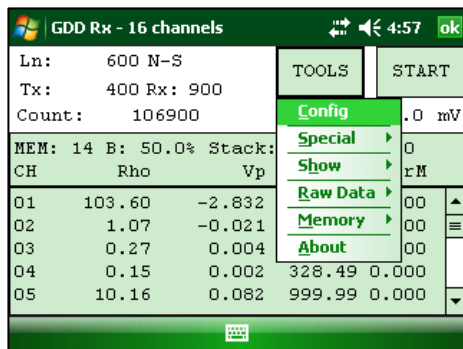 GDD Rx - 16 channels 4:57 ok
Ln: 600 N-S
Tx: 400 Rx: 900
TOOLS START
Count: 106900 .0 mV
Config
Special
Show
Raw Data
Memory
About
MEM: 14 B: 50.0% Stack: 0
CH Rho Vp rM
01 103.60 -2.832 00
02 1.07 -0.021 00
03 0.27 0.004 00
04 0.15 0.002 328.49 0.000
05 10.16 0.082 999.99 0.000